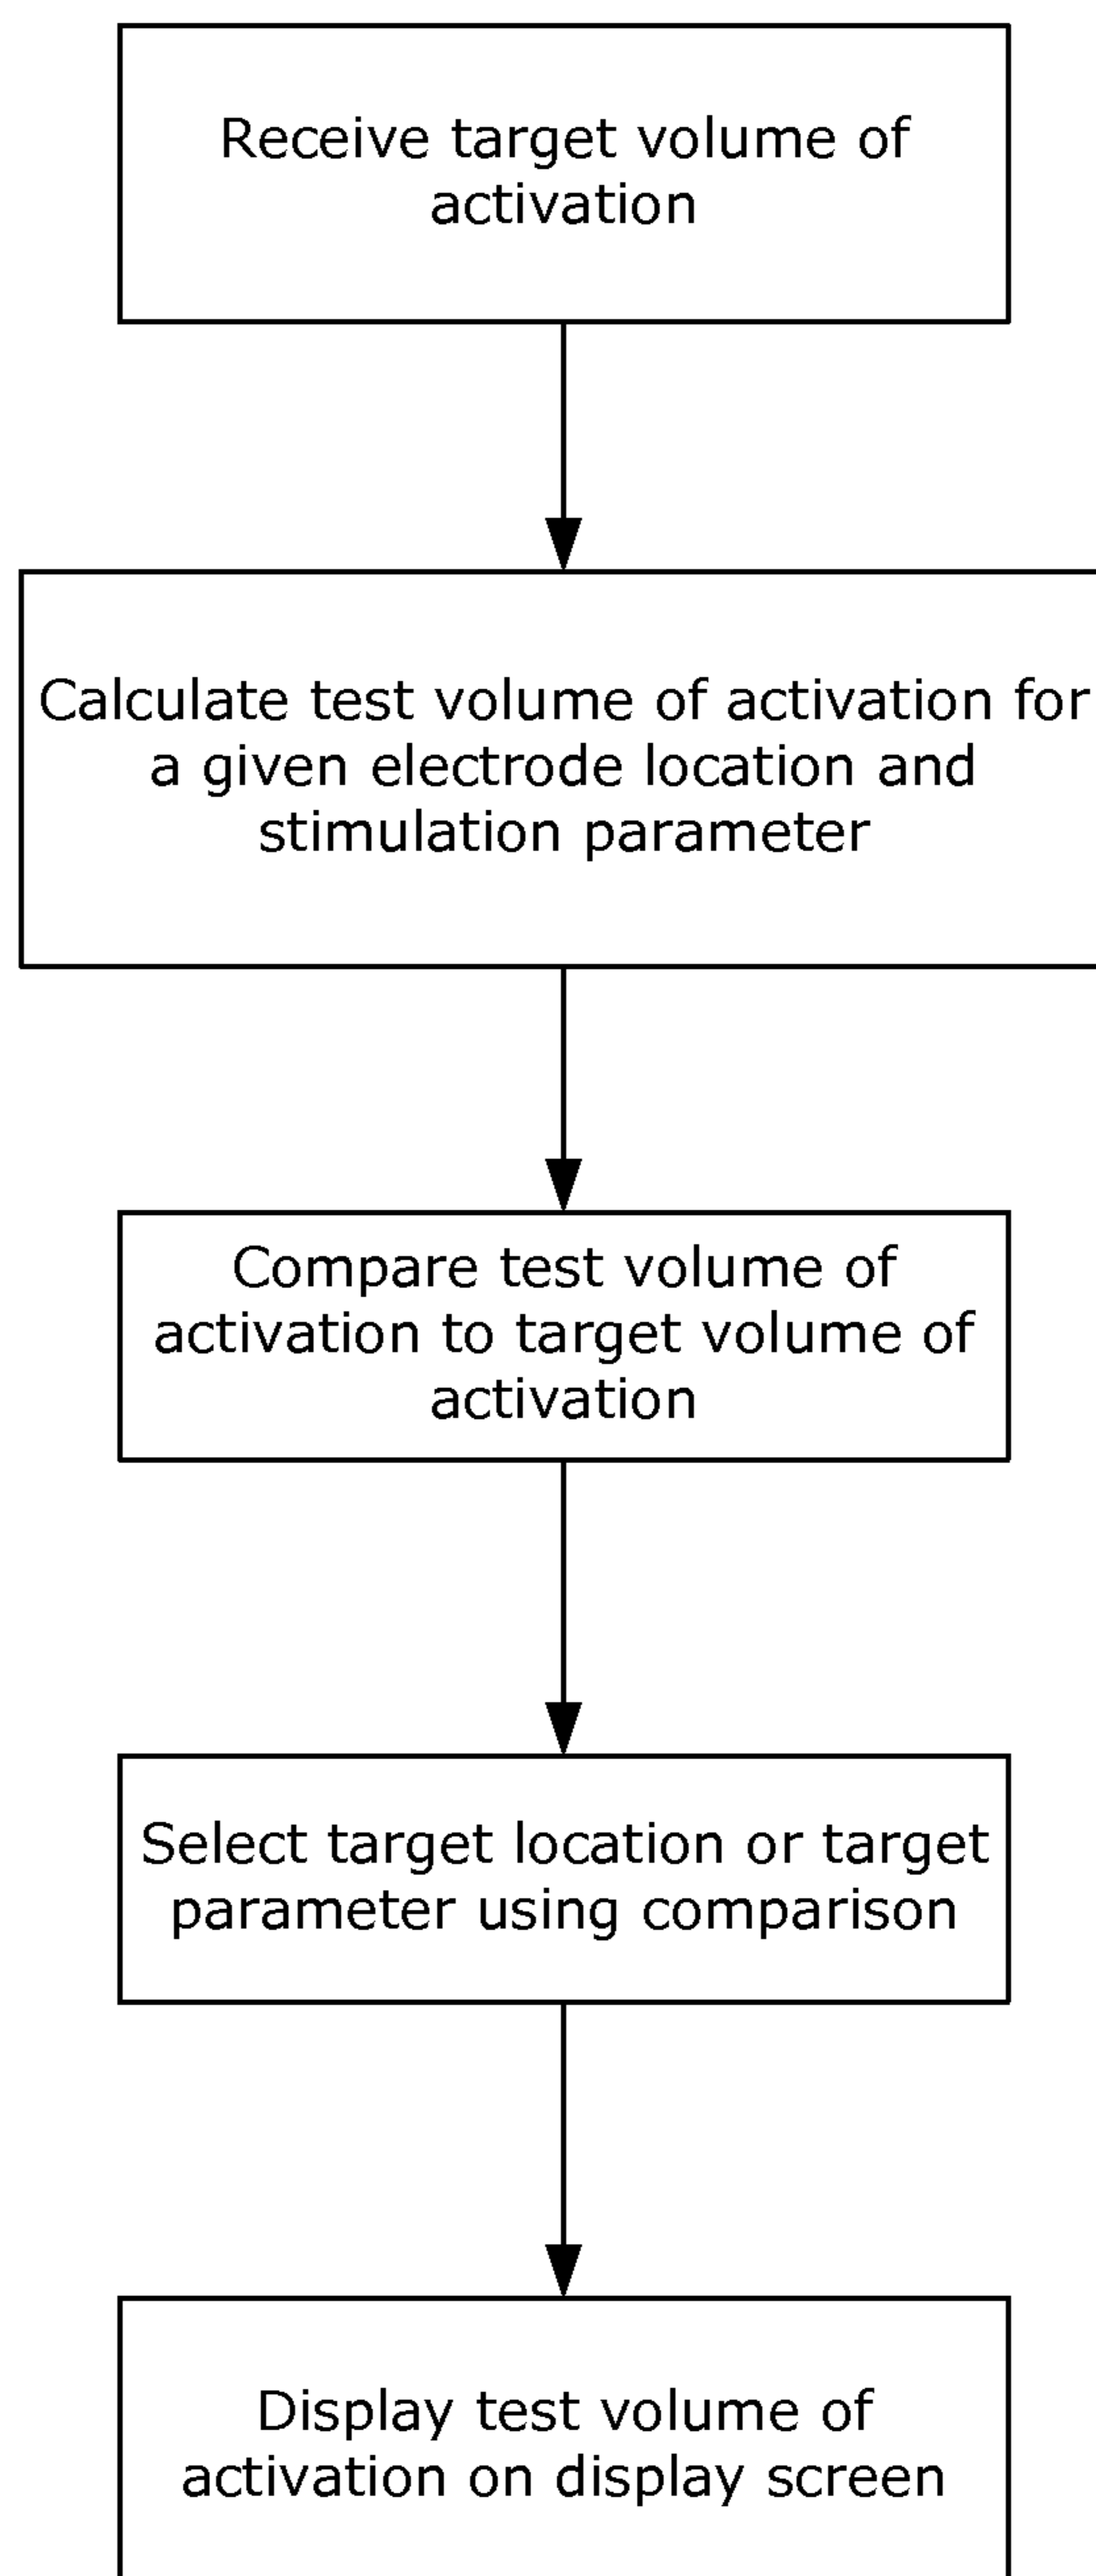 Receive target volume of
activation
Calculate test volume of activation for
a given electrode location and
stimulation parameter
Compare test volume of
activation to target volume of
activation
Select target location or target
parameter using comparison
Display test volume of
activation on display screen